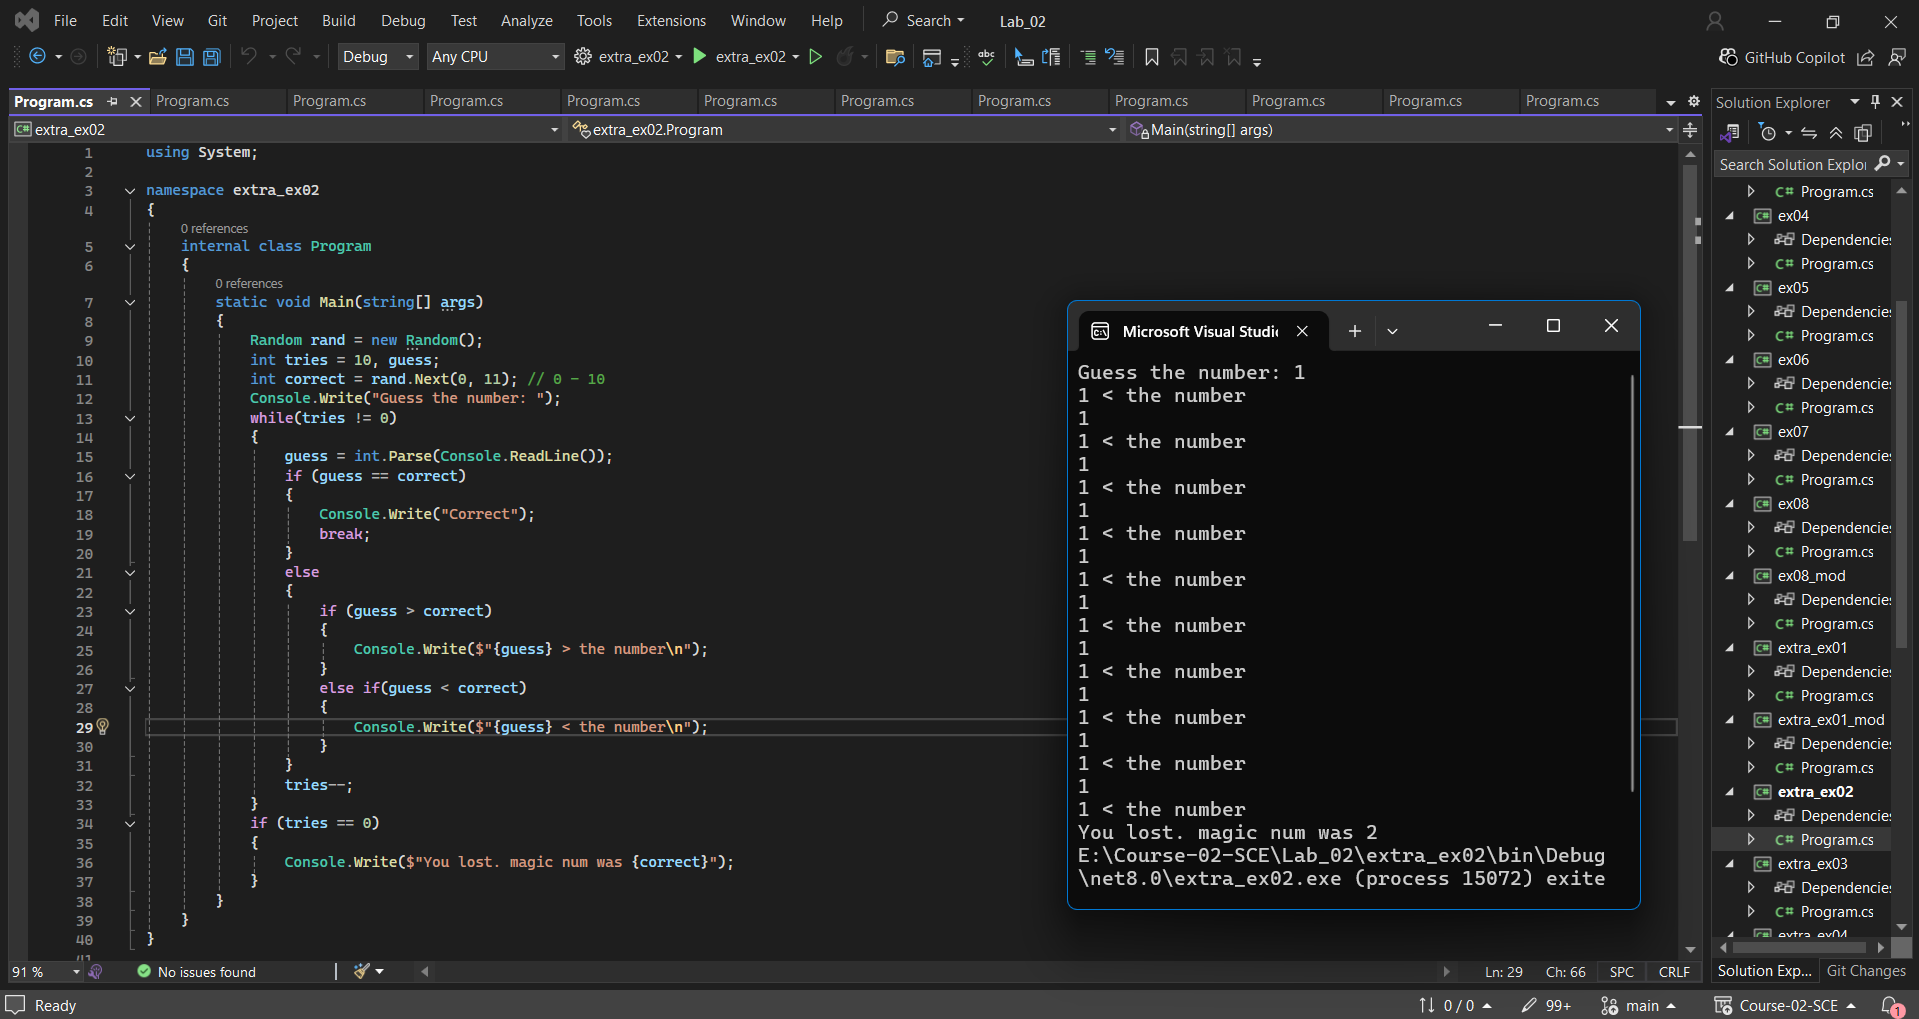 File Edit View Git Project Build Debug Test Analyze Tools Extensions Window Help Search Lab_02
Debug Any CPU extra_ex02 extra_ex02 GitHub Copilot
Program.cs Program.cs Program.cs Program.cs Program.cs Program.cs Program.cs Program.cs Program.cs Program.cs Program.cs Program.cs
extra_ex02 extra_ex02.Program Main(string[] args)
1 using System;
2
3 namespace extra_ex02
4 {
0 references
5 internal class Program
6 {
0 references
7 static void Main(string[] args)
8 {
9 Random rand = new Random();
10 int tries = 10, guess;
11 int correct = rand.Next(0, 11); // 0 - 10
12 Console.Write("Guess the number: ");
13 while(tries != 0)
14 {
15 guess = int.Parse(Console.ReadLine());
16 if (guess == correct)
17 {
18 Console.Write("Correct");
19 break;
20 }
21 else
22 {
23 if (guess > correct)
24 {
25 Console.Write($"{guess} > the number\n");
26 }
27 else if(guess < correct)
28 {
29 Console.Write($"{guess} < the number\n");
30 }
31 }
32 tries--;
33 }
34 if (tries == 0)
35 {
36 Console.Write($"You lost. magic num was {correct}");
37 }
38 }
39 }
40 }
41
Microsoft Visual Studi
Guess the number: 1
1 < the number
1
1 < the number
1
1 < the number
1
1 < the number
1
1 < the number
1
1 < the number
1
1 < the number
1
1 < the number
1
1 < the number
1
1 < the number
You lost. magic num was 2
E:\Course-02-SCE\Lab_02\extra_ex02\bin\Debug
\net8.0\extra_ex02.exe (process 15072) exite
Solution Explorer
Search Solution Explo
C# Program.cs
C# ex04
Dependencies
C# Program.cs
C# ex05
Dependencies
C# Program.cs
C# ex06
Dependencies
C# Program.cs
C# ex07
Dependencies
C# Program.cs
C# ex08
Dependencies
C# Program.cs
C# ex08_mod
Dependencies
C# Program.cs
C# extra_ex01
Dependencies
C# Program.cs
C# extra_ex01_mod
Dependencies
C# Program.cs
C# extra_ex02
Dependencies
C# Program.cs
C# extra_ex03
Dependencies
C# Program.cs
extra_ex04
Solution Exp... Git Changes
91 % No issues found Ln: 29 Ch: 66 SPC CRLF
Ready 0 / 0 99+ main Course-02-SCE 1